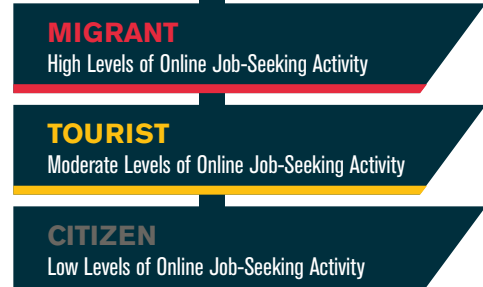 MIGRANT
High Levels of Online Job-Seeking Activity
TOURIST
Moderate Levels of Online Job-Seeking Activity
CITIZEN
Low Levels of Online Job-Seeking Activity